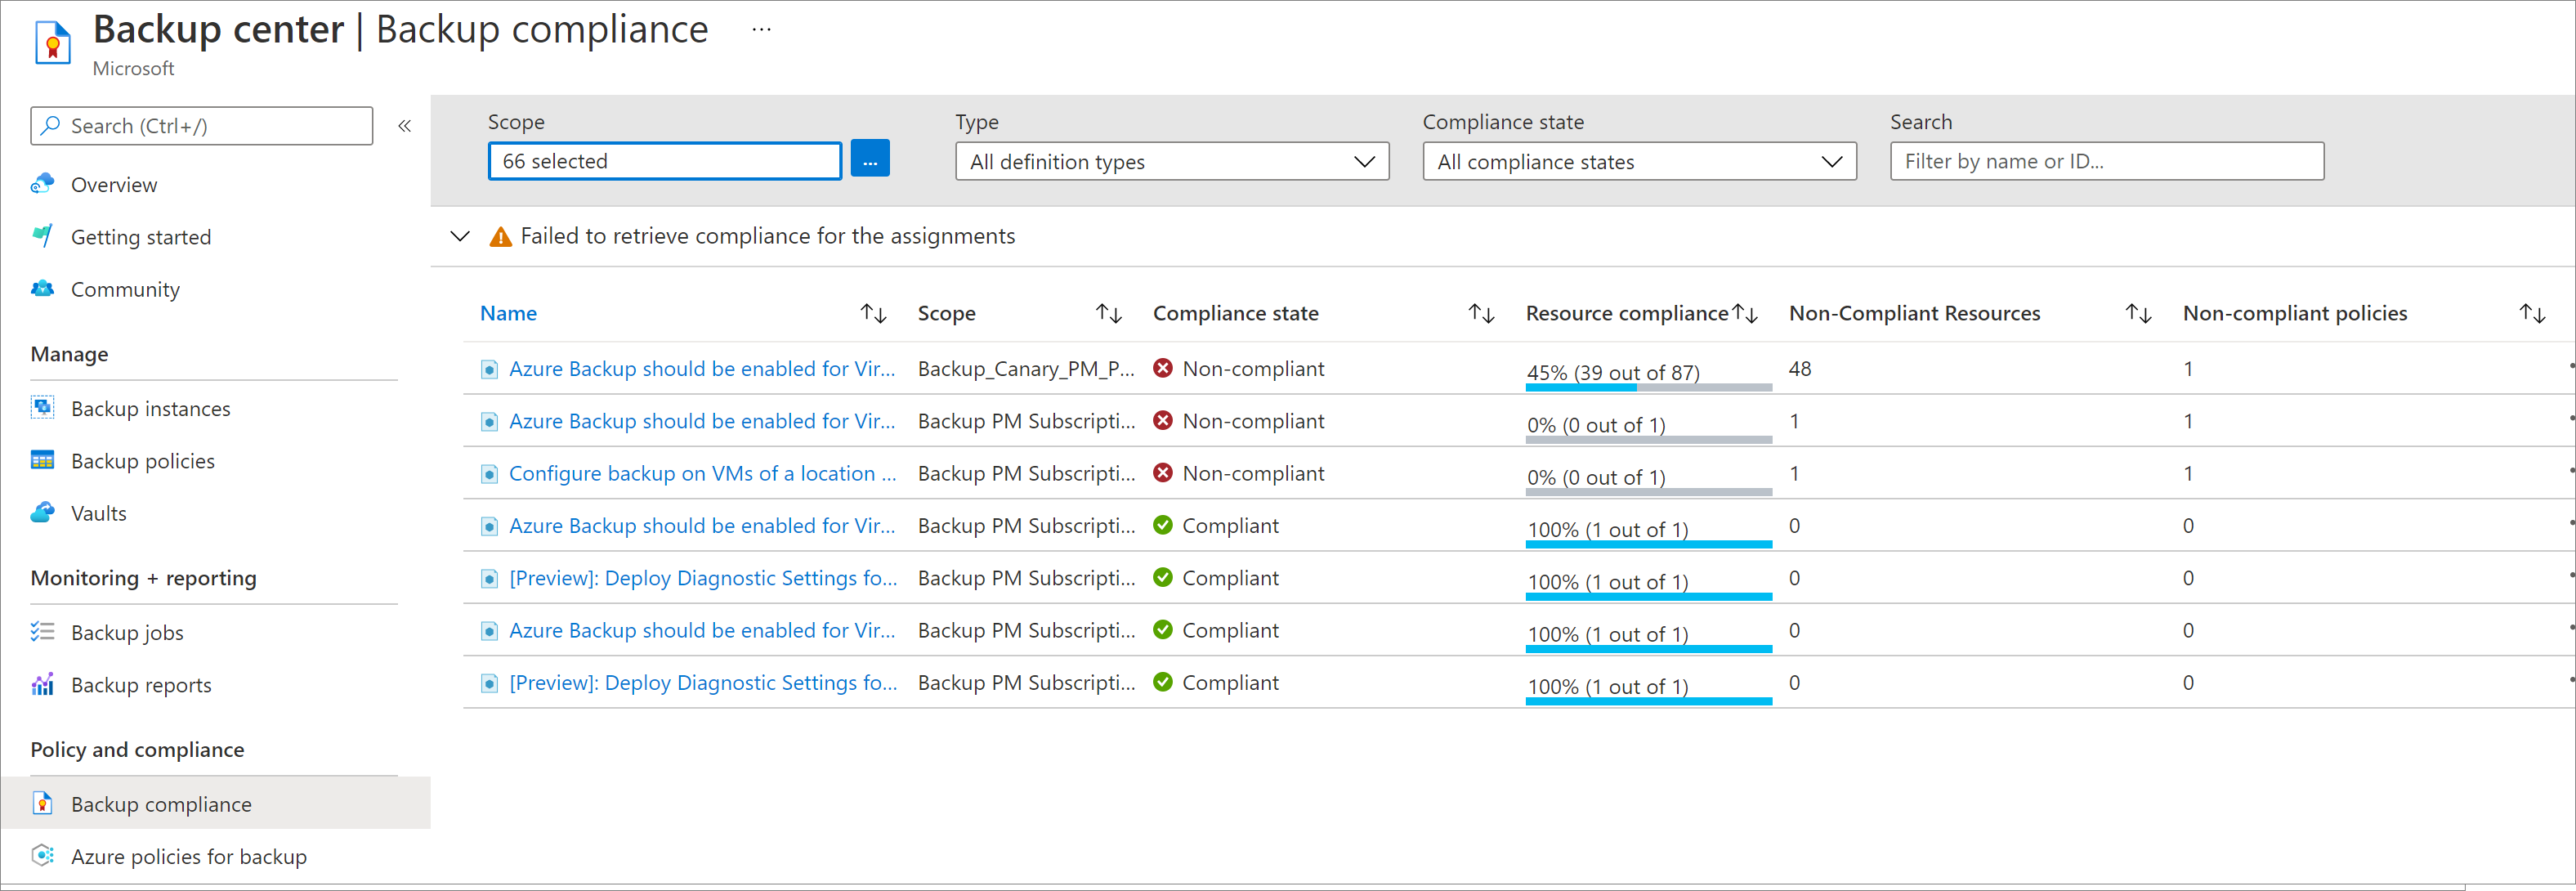 Backup center | Backup compliance ...
Microsoft
Search (Ctrl+/)
«
Overview
Getting started
Community
Manage
Backup instances
Backup policies
Vaults
Monitoring + reporting
Backup jobs
Backup reports
Policy and compliance
Backup compliance
Azure policies for backup
Scope Type Compliance state Search
66 selected ... All definition types All compliance states Filter by name or ID...
Failed to retrieve compliance for the assignments
Name Scope Compliance state Resource compliance Non-Compliant Resources Non-compliant policies
Azure Backup should be enabled for Vir... Backup_Canary_PM_P... Non-compliant 45% (39 out of 87) 48 1
Azure Backup should be enabled for Vir... Backup PM Subscripti... Non-compliant 0% (0 out of 1) 1 1
Configure backup on VMs of a location ... Backup PM Subscripti... Non-compliant 0% (0 out of 1) 1 1
Azure Backup should be enabled for Vir... Backup PM Subscripti... Compliant 100% (1 out of 1) 0 0
[Preview]: Deploy Diagnostic Settings fo... Backup PM Subscripti... Compliant 100% (1 out of 1) 0 0
Azure Backup should be enabled for Vir... Backup PM Subscripti... Compliant 100% (1 out of 1) 0 0
[Preview]: Deploy Diagnostic Settings fo... Backup PM Subscripti... Compliant 100% (1 out of 1) 0 0